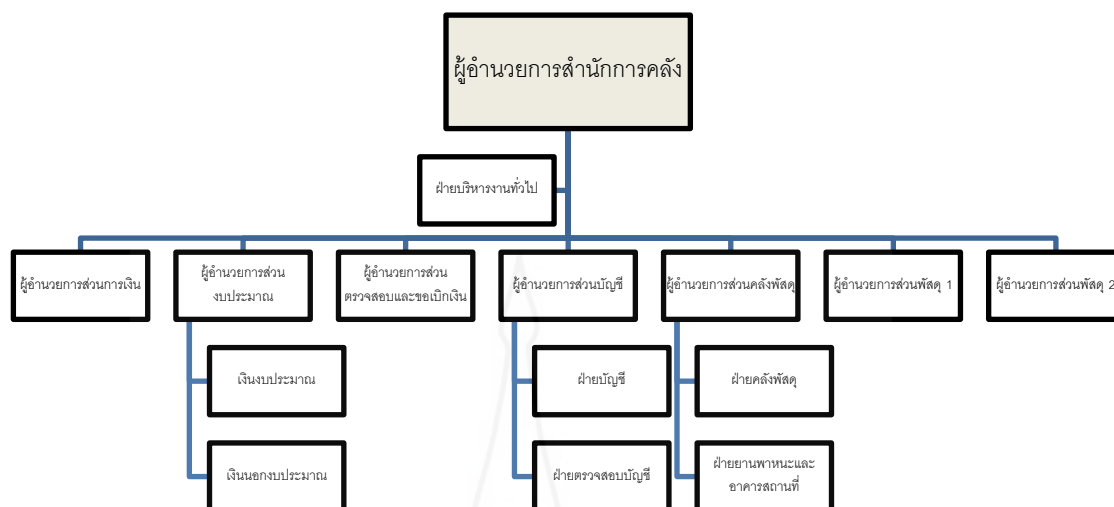 ผู้อำนวยการสำนักการคลัง
ฝ่ายบริหารงานทั่วไป
ผู้อำนวยการส่วนการเงิน
ผู้อำนวยการส่วน
งบประมาณ
ผู้อำนวยการส่วน
ตรวจสอบและขอเบิกเงิน
ผู้อำนวยการส่วนบัญชี
ผู้อำนวยการส่วนคลังพัสดุ
ผู้อำนวยการส่วนพัสดุ 1
ผู้อำนวยการส่วนพัสดุ 2
เงินงบประมาณ
ฝ่ายบัญชี
ฝ่ายคลังพัสดุ
เงินนอกงบประมาณ
ฝ่ายตรวจสอบบัญชี
ฝ่ายยานพาหนะและ
อาคารสถานที่